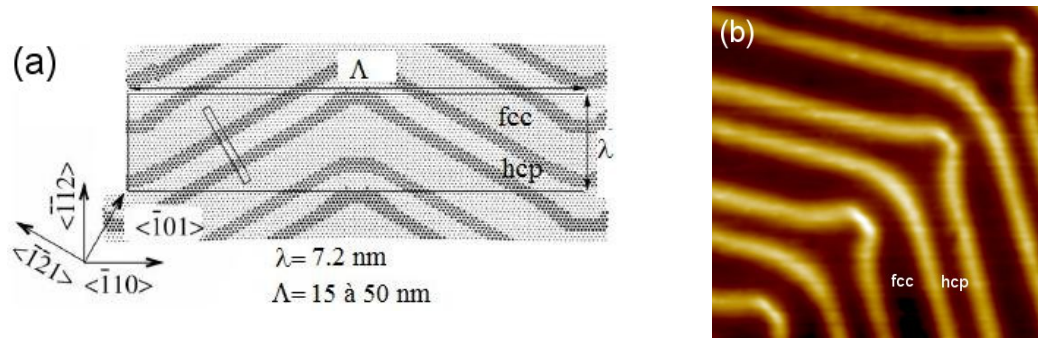 (a)
Λ
fcc
λ
hcp
<1̄12>
<1̄01>
<1̄2̄1>
<1̄10>
λ= 7.2 nm
Λ= 15 à 50 nm
(b)
fcc hcp